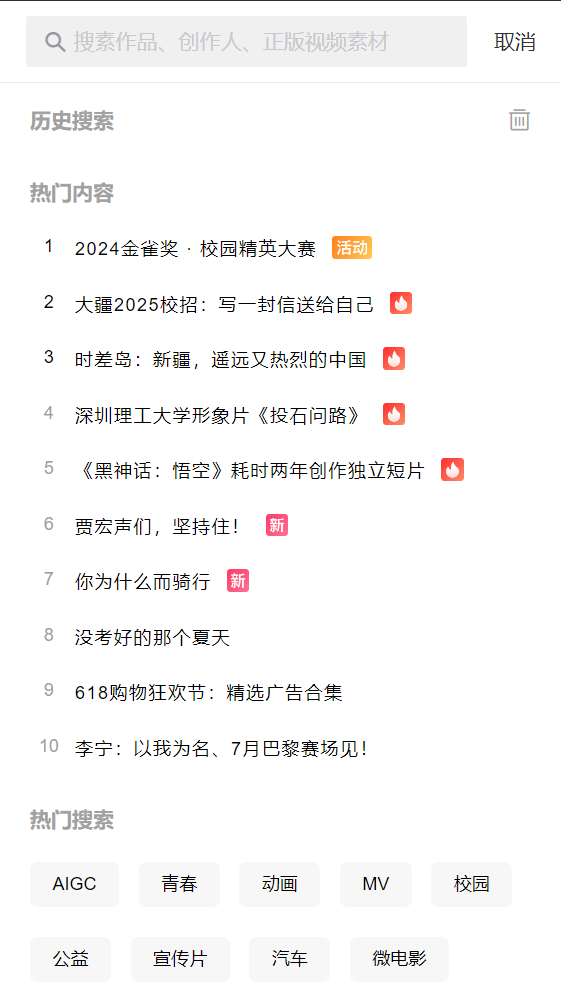 搜素作品、创作人、正版视频素材 取消
历史搜索
热门内容
1 2024金雀奖 · 校园精英大赛 活动
2 大疆2025校招：写一封信送给自己
3 时差岛：新疆，遥远又热烈的中国
4 深圳理工大学形象片《投石问路》
5 《黑神话：悟空》耗时两年创作独立短片
6 贾宏声们，坚持住！ 新
7 你为什么而骑行 新
8 没考好的那个夏天
9 618购物狂欢节：精选广告合集
10 李宁：以我为名、7月巴黎赛场见！
热门搜索
AIGC 青春 动画 MV 校园
公益 宣传片 汽车 微电影